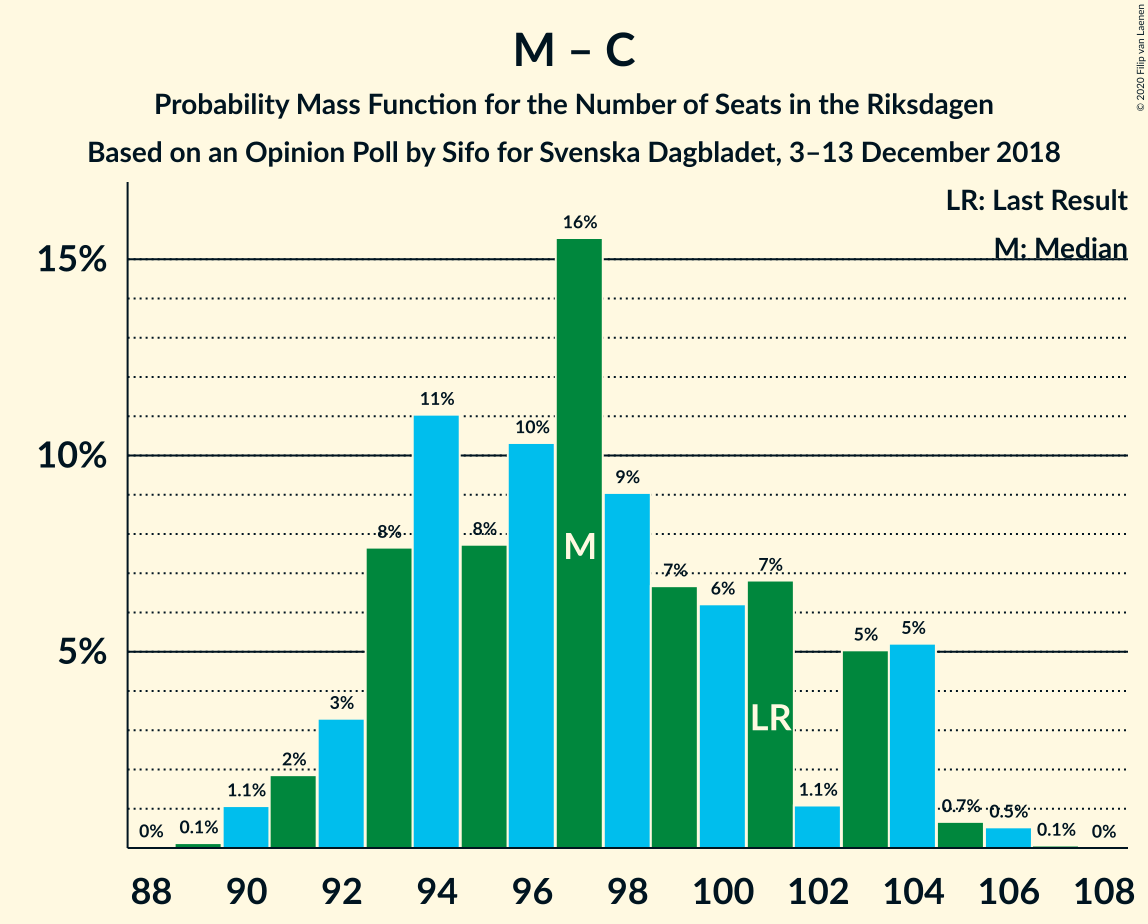 M – C
Probability Mass Function for the Number of Seats in the Riksdagen
Based on an Opinion Poll by Sifo for Svenska Dagbladet, 3–13 December 2018
© 2020 Filip van Laenen
LR: Last Result
M: Median
15%
10%
5%
0%
0.1%
1.1%
2%
3%
8%
11%
8%
10%
16%
9%
7%
6%
7%
1.1%
5%
5%
0.7%
0.5%
0.1%
0%
M
LR
88 90 92 94 96 98 100 102 104 106 108